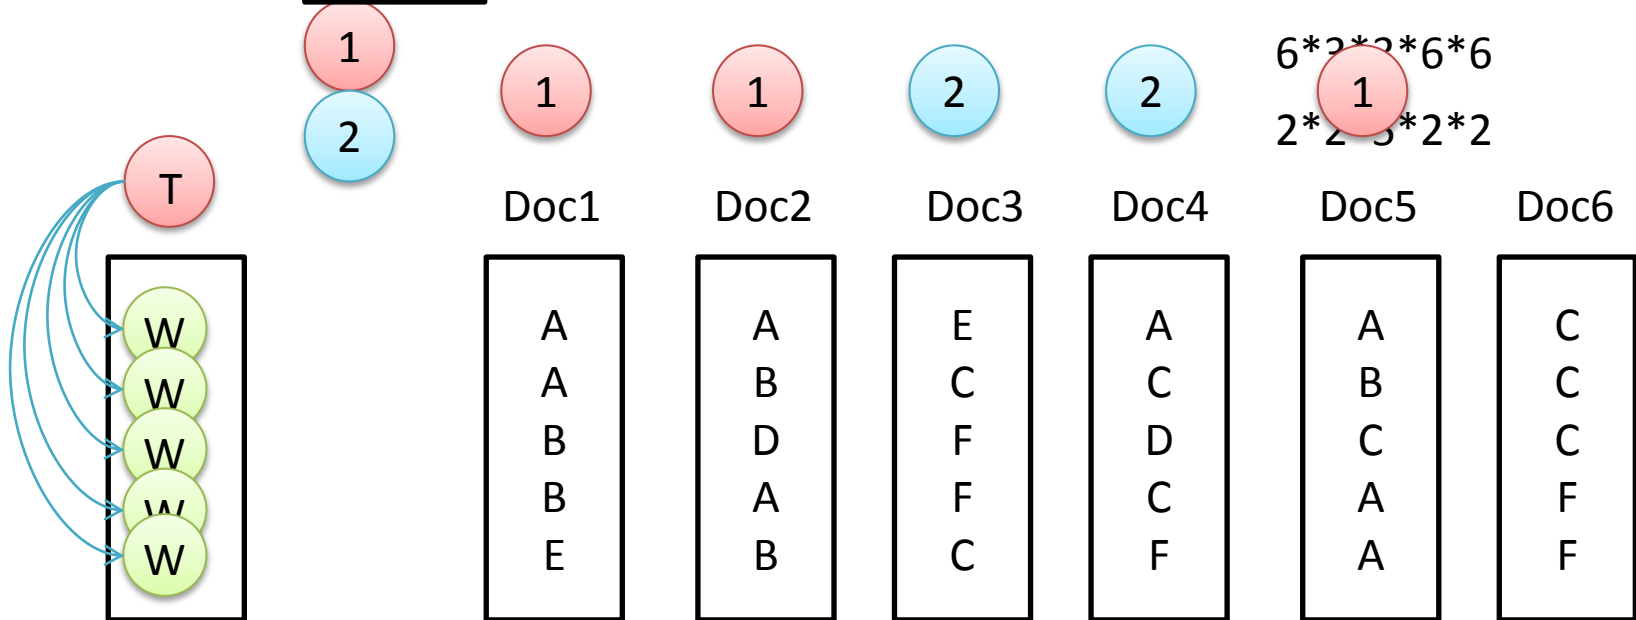 1
2
T
1
1
2
2
1
Doc1 Doc2 Doc3 Doc4 Doc5 Doc6
W
W
W
W
W
A A E A A C
A B C C B C
B D F D C C
B A F C A F
E B C F A F